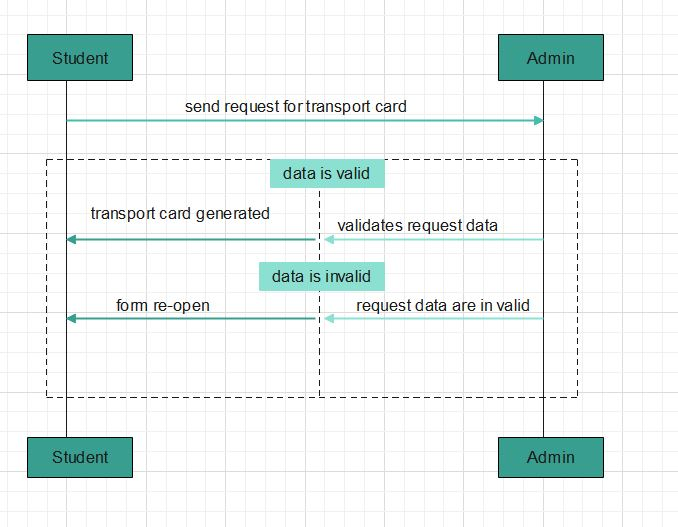 Student
Admin
send request for transport card
data is valid
transport card generated
validates request data
data is invalid
form re-open
request data are in valid
Student
Admin